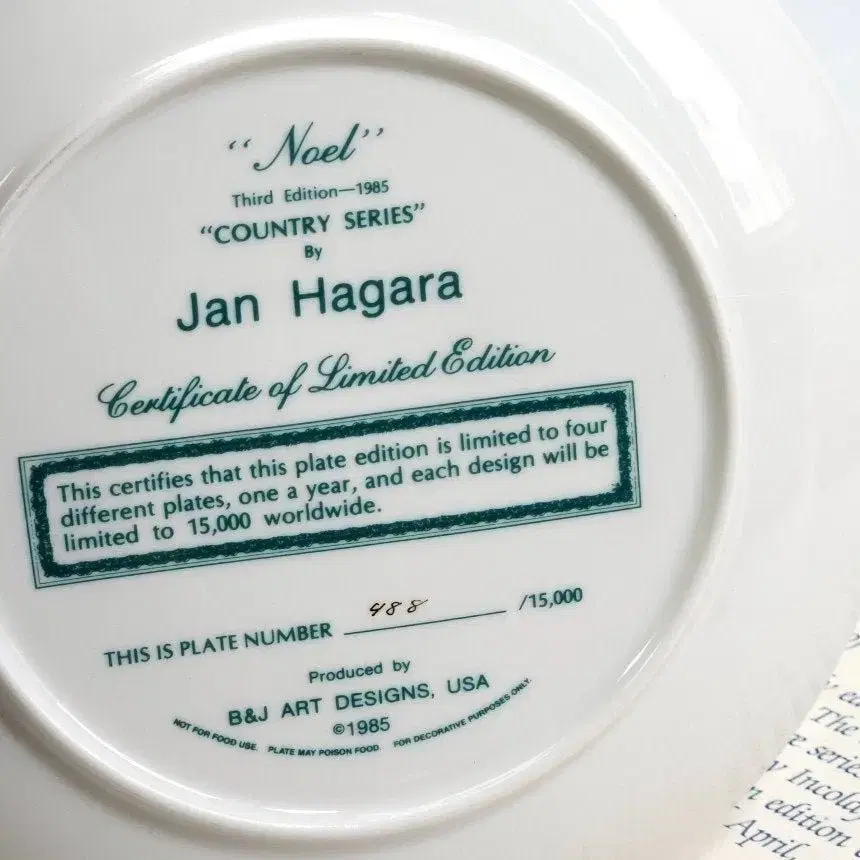 “Noel”
Third Edition—1985
“COUNTRY SERIES”
By
Jan Hagara
Certificate of Limited Edition
This certifies that this plate edition is limited to four
different plates, one a year, and each design will be
limited to 15,000 worldwide.
THIS IS PLATE NUMBER 488 /15,000
Produced by
B&J ART DESIGNS, USA
©1985
NOT FOR FOOD USE. PLATE MAY POISON FOOD. FOR DECORATIVE PURPOSES ONLY.
The
series
Incolay
edition
April